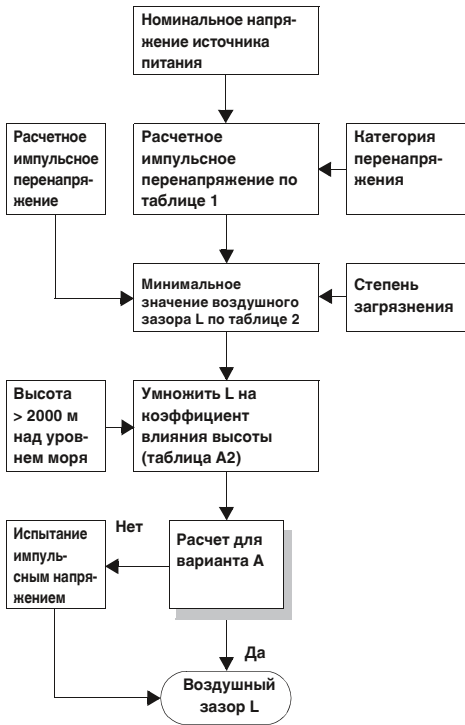 Номинальное напря-
жение источника
питания
Расчетное
импульсное
перенапря-
жение
Расчетное
импульсное
перенапряжение по
таблице 1
Категория
перенапря-
жения
Минимальное
значение воздушного
зазора L по таблице 2
Степень
загрязнения
Высота
> 2000 м
над уров-
нем моря
Умножить L на
коэффициент
влияния высоты
(таблица А2)
Испытание
импуль-
сным напря-
жением
Нет
Расчет для
варианта А
Да
Воздушный
зазор L